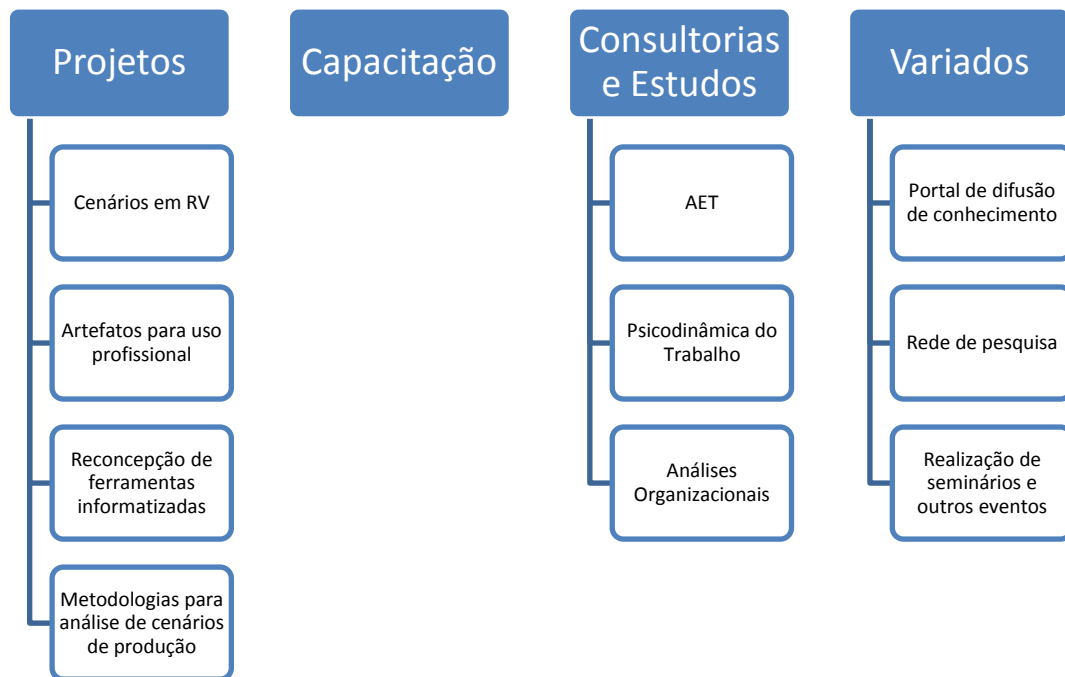 Projetos
Cenários em RV
Artefatos para uso
profissional
Reconcepção de
ferramentas
informatizadas
Metodologias para
análise de cenários
de produção
Capacitação
Consultorias
e Estudos
AET
Psicodinâmica do
Trabalho
Análises
Organizacionais
Variados
Portal de difusão
de conhecimento
Rede de pesquisa
Realização de
seminários e
outros eventos